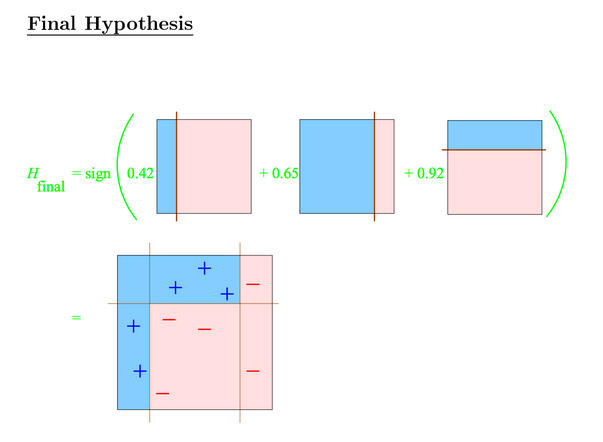 Final Hypothesis
H final = sign ( 0.42 + 0.65 + 0.92 )
=
+ + + −
+ − −
+ − −